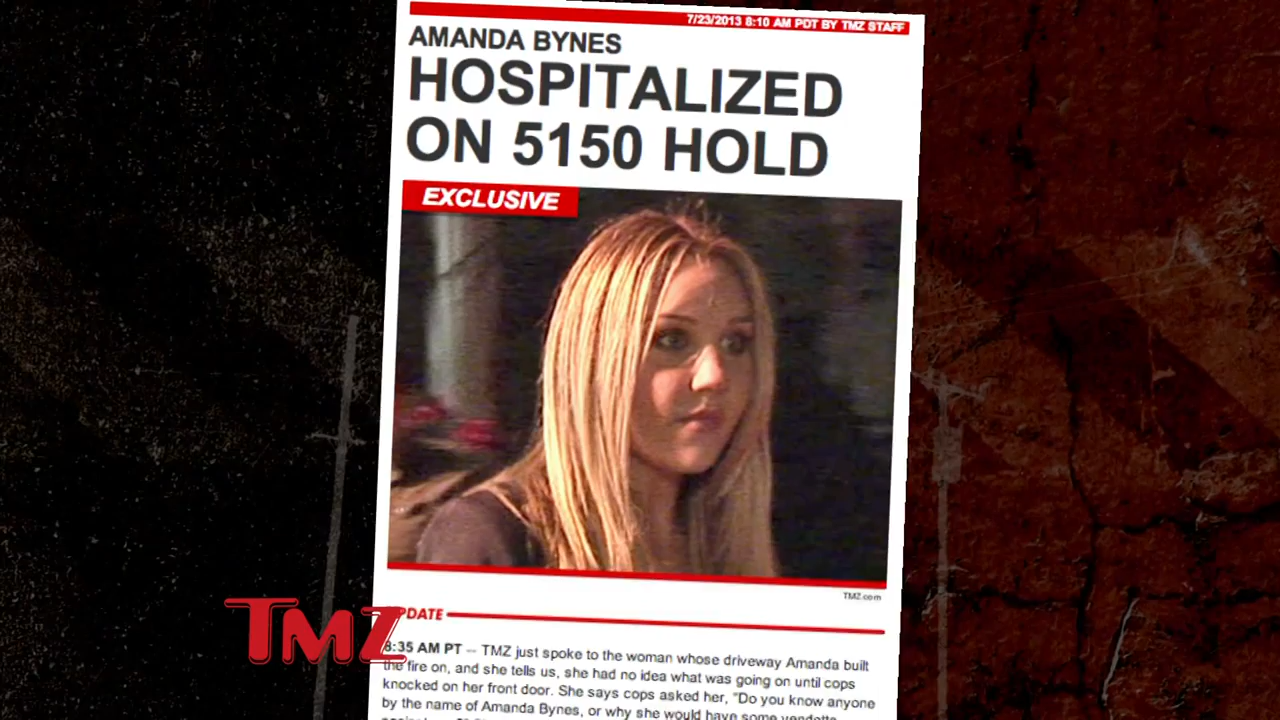 7/23/2013 8:10 AM PDT BY TMZ STAFF
AMANDA BYNES
HOSPITALIZED
ON 5150 HOLD
EXCLUSIVE
TMZ.com
PDATE
TMZ
8:35 AM PT -- TMZ just spoke to the woman whose driveway Amanda built
the fire on, and she tells us, she had no idea what was going on until cops
knocked on her front door. She says cops asked her, "Do you know anyone
by the name of Amanda Bynes, or why she would have some vendetta